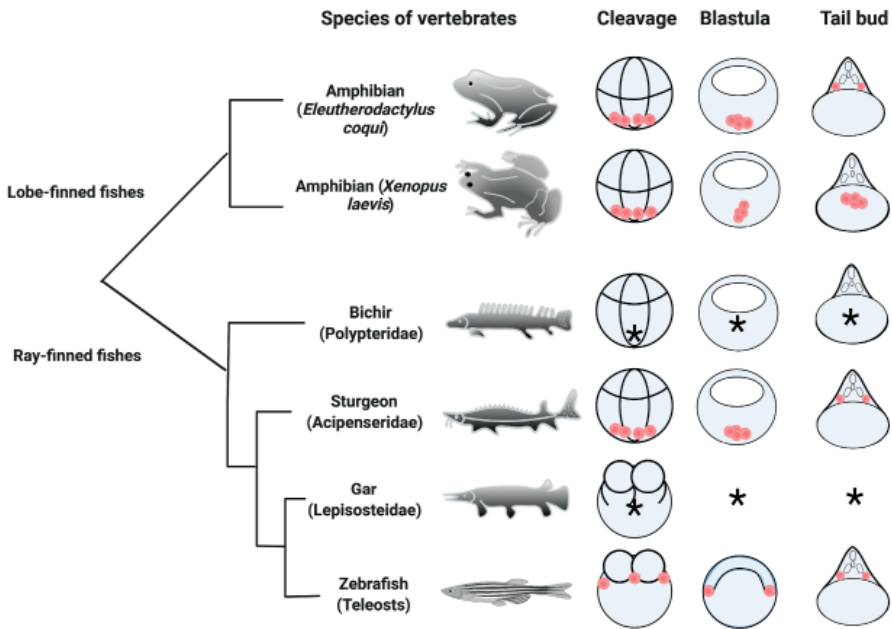 Species of vertebrates Cleavage Blastula Tail bud
Amphibian
(Eleutherodactylus
coqui)
Lobe-finned fishes
Amphibian (Xenopus
laevis)
Bichir
(Polypteridae)
*
*
*
Ray-finned fishes
Sturgeon
(Acipenseridae)
Gar
(Lepisosteidae)
*
*
*
Zebrafish
(Teleosts)